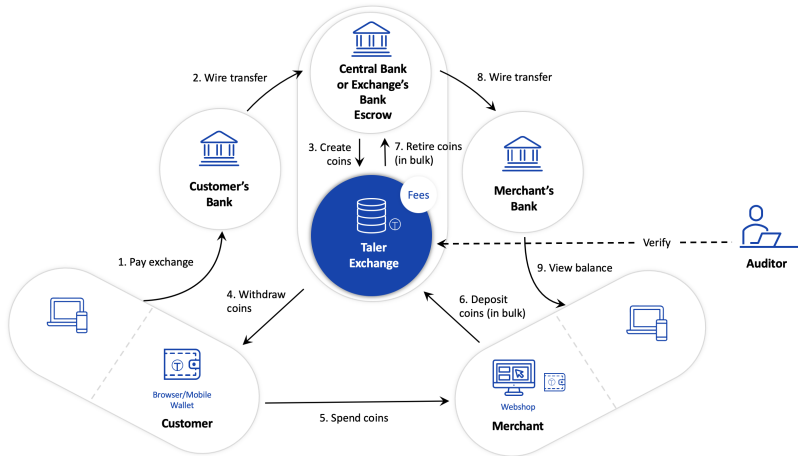 2. Wire transfer
Central Bank
or Exchange's
Bank
Escrow
8. Wire transfer
3. Create
coins
7. Retire coins
(in bulk)
Customer's
Bank
Merchant's
Bank
Fees
T
Taler
Exchange
Verify
Auditor
1. Pay exchange
9. View balance
4. Withdraw
coins
6. Deposit
coins (in bulk)
T
Browser/Mobile
Wallet
Customer
5. Spend coins
T
Webshop
Merchant